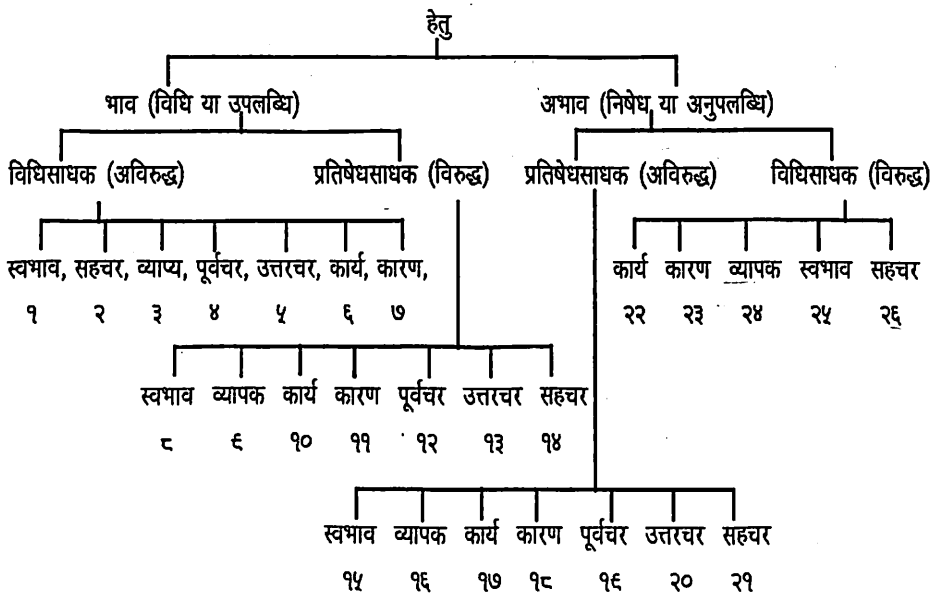 हेतु
भाव (विधि या उपलब्धि) अभाव (निषेध या अनुपलब्धि)
विधिसाधक (अविरुद्ध) प्रतिषेधसाधक (विरुद्ध) प्रतिषेधसाधक (अविरुद्ध) विधिसाधक (विरुद्ध)
स्वभाव, सहचर, व्याप्य, पूर्वचर, उत्तरचर, कार्य, कारण,
१ २ ३ ४ ५ ६ ७
कार्य कारण व्यापक स्वभाव सहचर
२२ २३ २४ २५ २६
स्वभाव व्यापक कार्य कारण पूर्वचर उत्तरचर सहचर
८ ९ १० ११ १२ १३ १४
स्वभाव व्यापक कार्य कारण पूर्वचर उत्तरचर सहचर
१५ १६ १७ १८ १९ २० २१